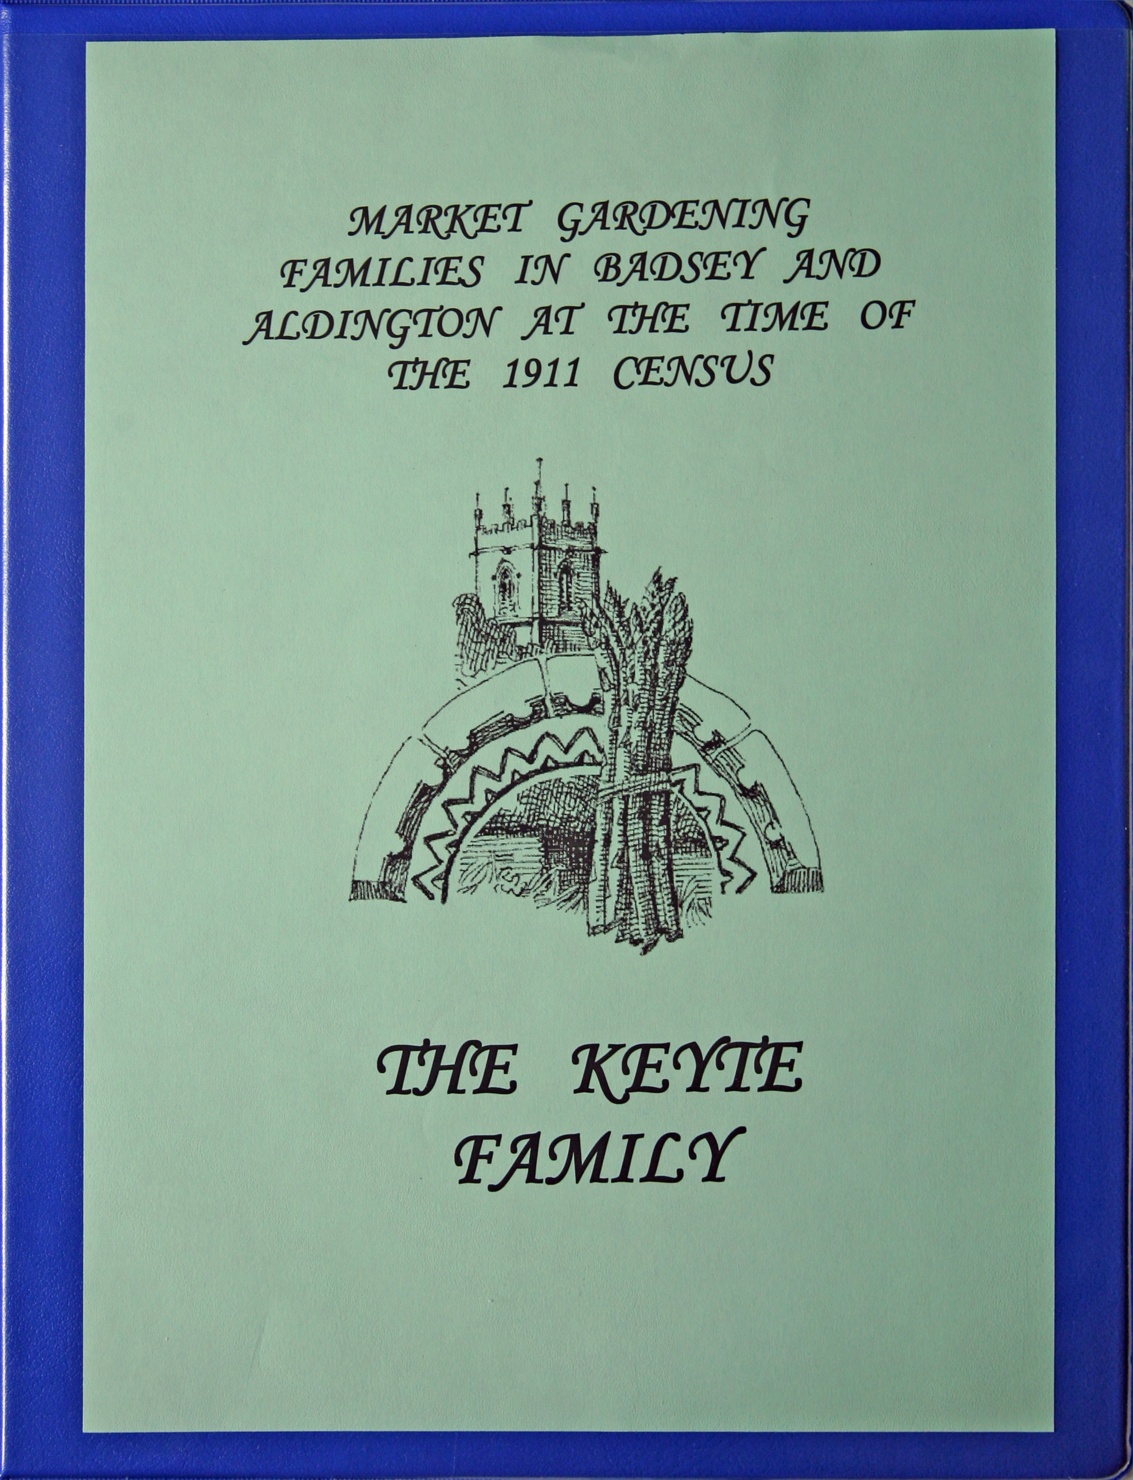 MARKET GARDENING
FAMILIES IN BADSEY AND
ALDINGTON AT THE TIME OF
THE 1911 CENSUS
THE KEYTE
FAMILY